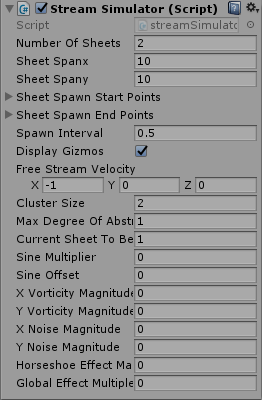 Stream Simulator (Script)
Script streamSimulato
Number Of Sheets 2
Sheet Spanx 10
Sheet Spany 10
Sheet Spawn Start Points
Sheet Spawn End Points
Spawn Interval 0.5
Display Gizmos
Free Stream Velocity
X -1 Y 0 Z 0
Cluster Size 2
Max Degree Of Abstr 1
Current Sheet To Be 1
Sine Multiplier 0
Sine Offset 0
X Vorticity Magnitude 0
Y Vorticity Magnitude 0
X Noise Magnitude 0
Y Noise Magnitude 0
Horseshoe Effect Ma 0
Global Effect Multiple 0